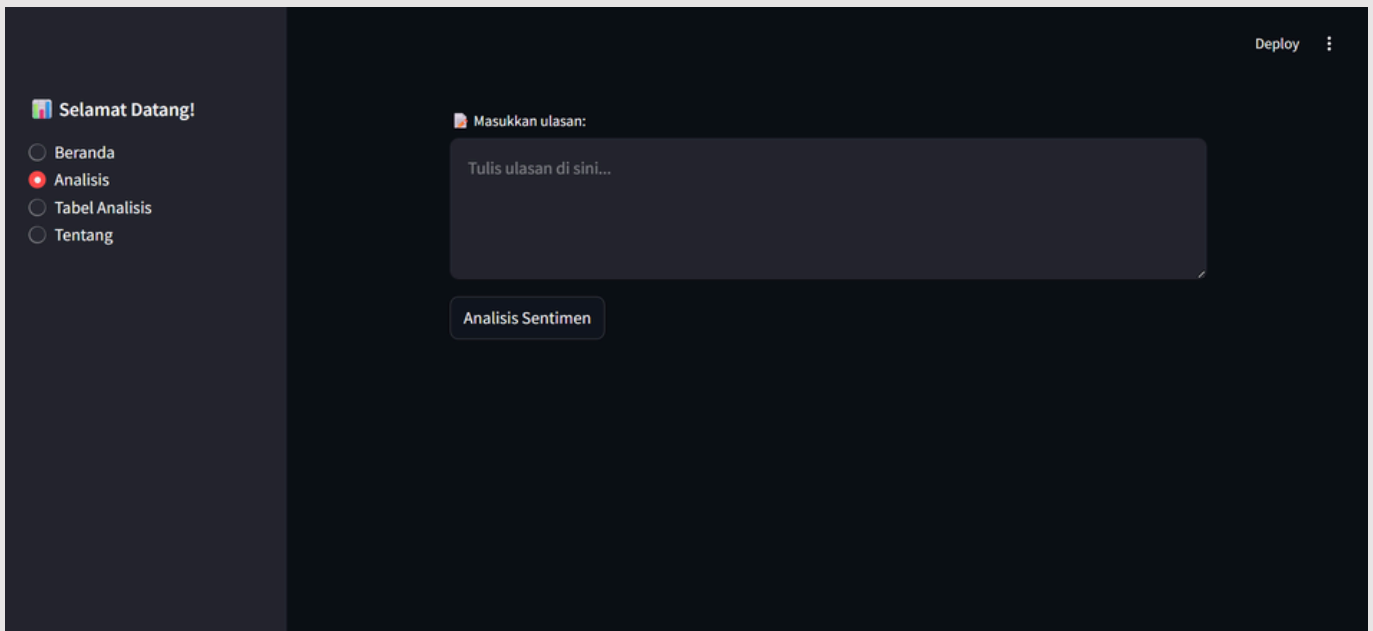 Deploy
📊 Selamat Datang!
Beranda
Analisis
Tabel Analisis
Tentang
📝 Masukkan ulasan:
Tulis ulasan di sini...
Analisis Sentimen